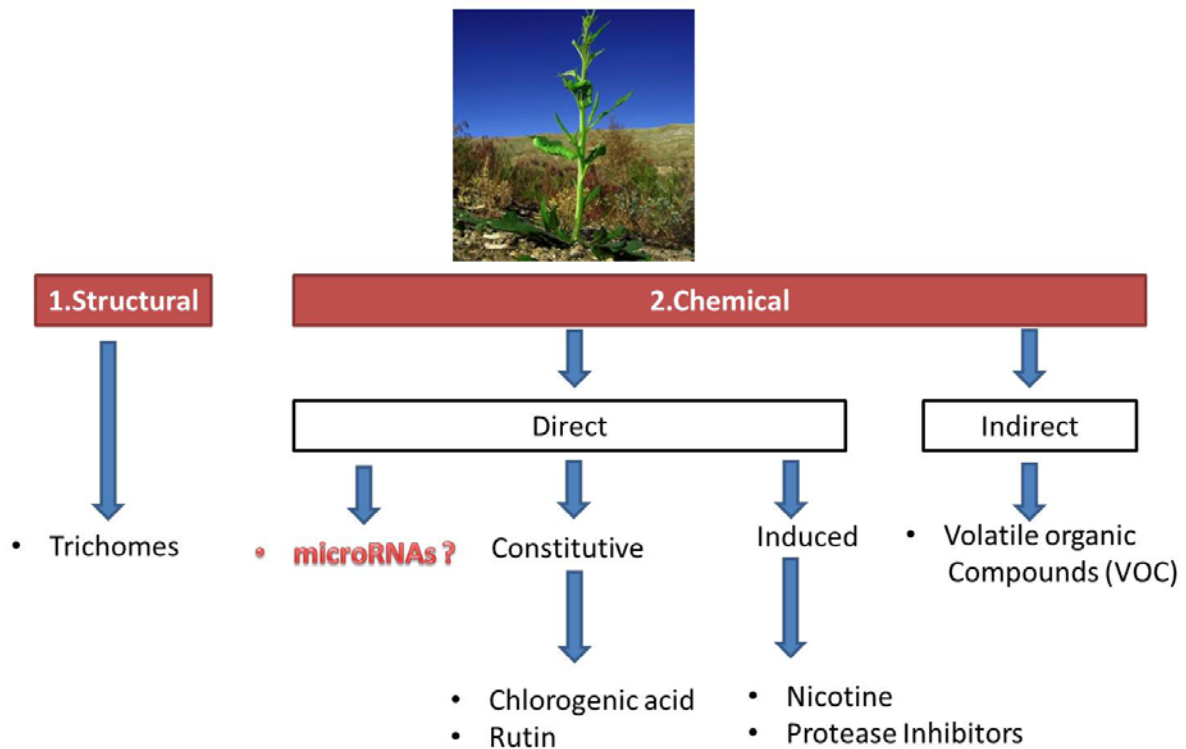 1.Structural
2.Chemical
Direct
Indirect
• Trichomes
• microRNAs ?
Constitutive
Induced
• Volatile organic
Compounds (VOC)
• Chlorogenic acid
• Rutin
• Nicotine
• Protease Inhibitors